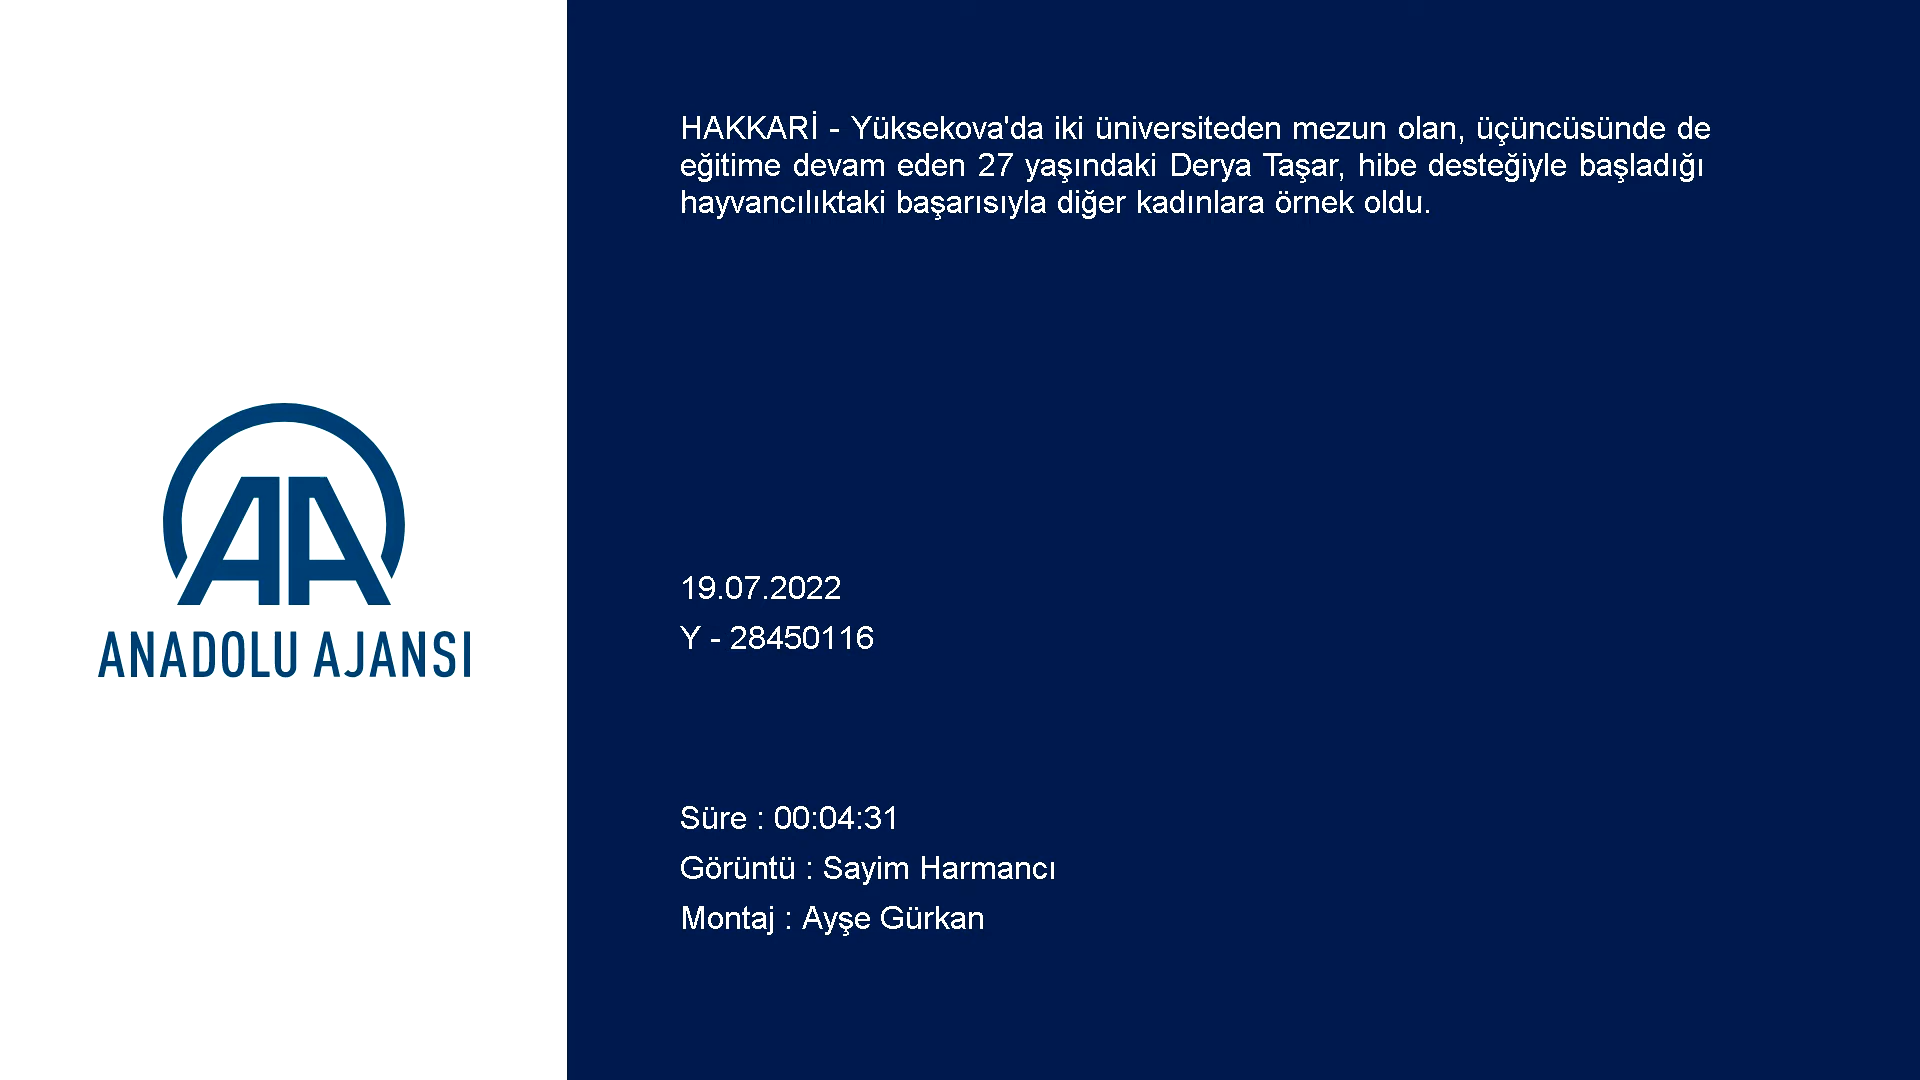 HAKKARİ - Yüksekova'da iki üniversiteden mezun olan, üçüncüsünde de
eğitime devam eden 27 yaşındaki Derya Taşar, hibe desteğiyle başladığı
hayvancılıktaki başarısıyla diğer kadınlara örnek oldu.
AA
ANADOLU AJANSI
19.07.2022
Y - 28450116
Süre : 00:04:31
Görüntü : Sayim Harmancı
Montaj : Ayşe Gürkan